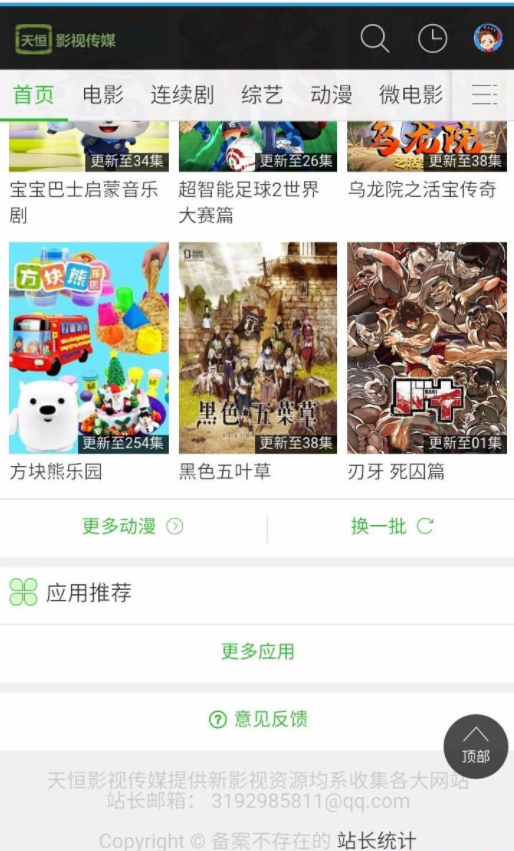 天恒 影视传媒
首页 电影 连续剧 综艺 动漫 微电影
乌龙院
更新至34集 更新至26集 更新至38集
宝宝巴士启蒙音乐剧
超智能足球2世界大赛篇
乌龙院之活宝传奇
方块熊乐园
黑色五葉草
更新至254集 更新至38集 更新至01集
方块熊乐园 黑色五叶草 刃牙 死囚篇
更多动漫 换一批
应用推荐
更多应用
意见反馈
顶部
天恒影视传媒提供新影视资源均系收集各大网站
站长邮箱： 3192985811@qq.com
Copyright © 备案不存在的 站长统计